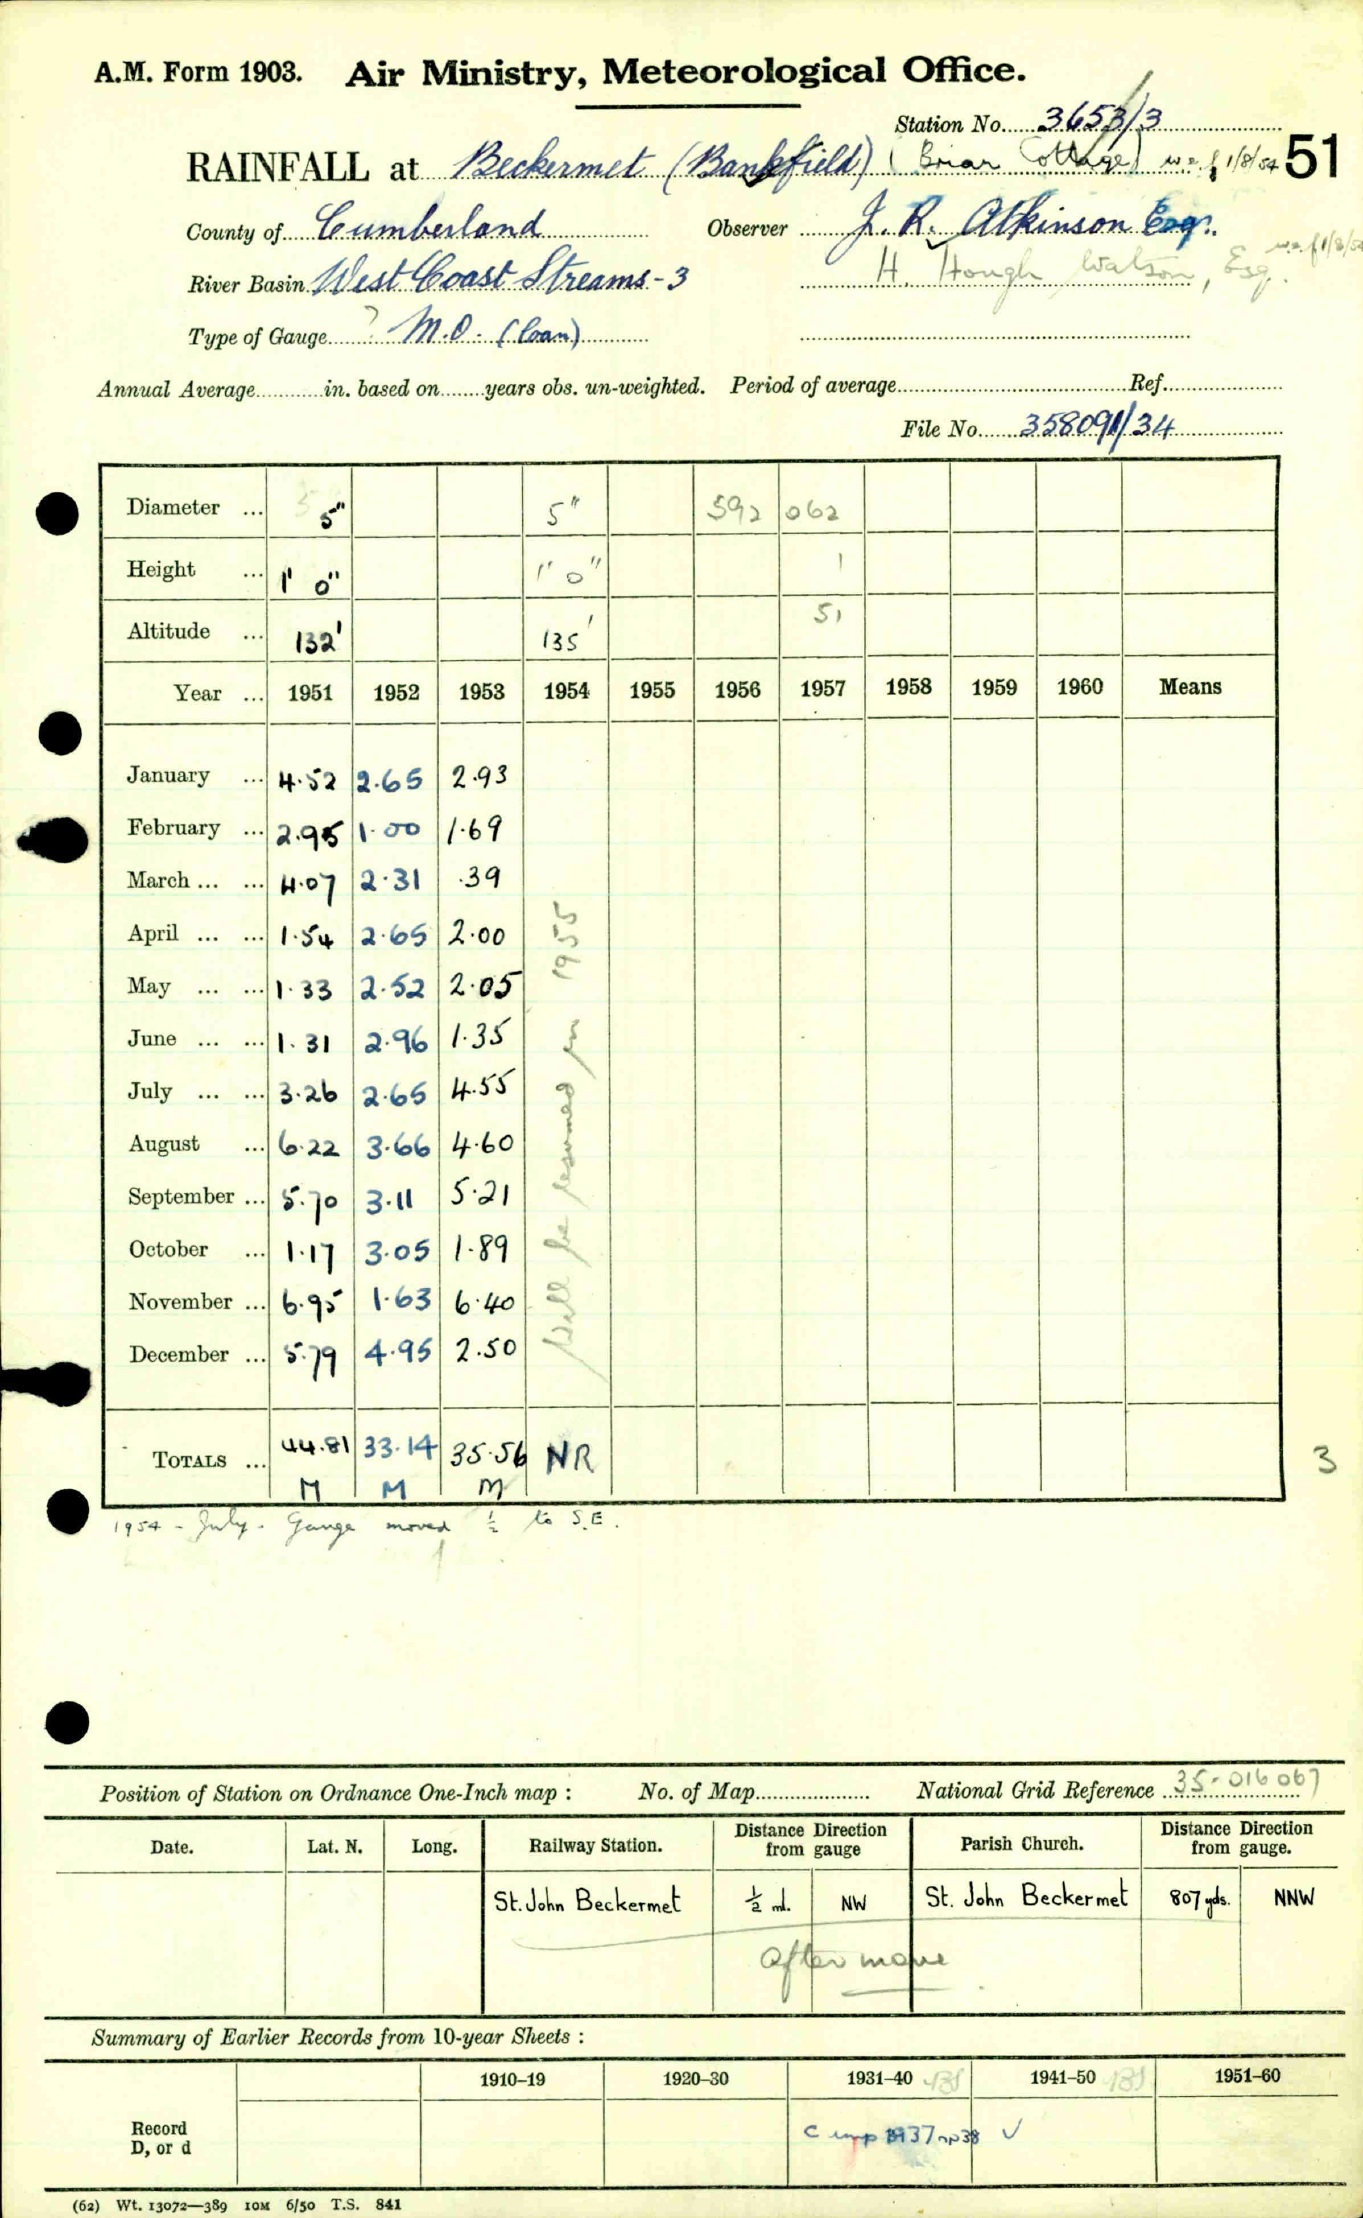 A.M. Form 1903. Air Ministry, Meteorological Office.
Station No. 3653/3
RAINFALL at Beckermet (Bankfield) (Briar Cottage) w.e.f 1/8/54 51
County of Cumberland Observer J. R. Atkinson Esq.
River Basin West Coast Streams-3 H. Hough Watson, Esq. w.e.f 1/8/54
Type of Gauge ? M.O. (loan)
Annual Average in. based on years obs. un-weighted. Period of average Ref.
File No. 358091/34
Diameter ... 5" 5" 592 062
Height ... 1' 0" 1' 0" 1
Altitude ... 132' 135' 51
Year ... 1951 1952 1953 1954 1955 1956 1957 1958 1959 1960 Means
January ... 4.52 2.65 2.93
February ... 2.95 1.00 1.69
March ... ... 4.07 2.31 .39
April ... ... 1.54 2.65 2.00
May ... ... 1.33 2.52 2.05
June ... ... 1.31 2.96 1.35
July ... ... 3.26 2.65 4.55
August ... 6.22 3.66 4.60
September ... 5.70 3.11 5.21
October ... 1.17 3.05 1.89
November ... 6.95 1.63 6.40
December ... 5.79 4.95 2.50
Will be resumed in 1955
TOTALS ... 44.81 33.14 35.56 NR 3
M M M
1954 - July. Gauge moved ½ to S.E.
Position of Station on Ordnance One-Inch map : No. of Map National Grid Reference 35-016067
Date. Lat. N. Long. Railway Station. Distance Direction from gauge Parish Church. Distance Direction from gauge.
St. John Beckermet ½ ml. NW St. John Beckermet 807 yds. NNW
After move
Summary of Earlier Records from 10-year Sheets :
1910–19 1920–30 1931–40 1941–50 1951–60
Record
D, or d
1937 38 √
(62) Wt. 13072—389 10M 6/50 T.S. 841